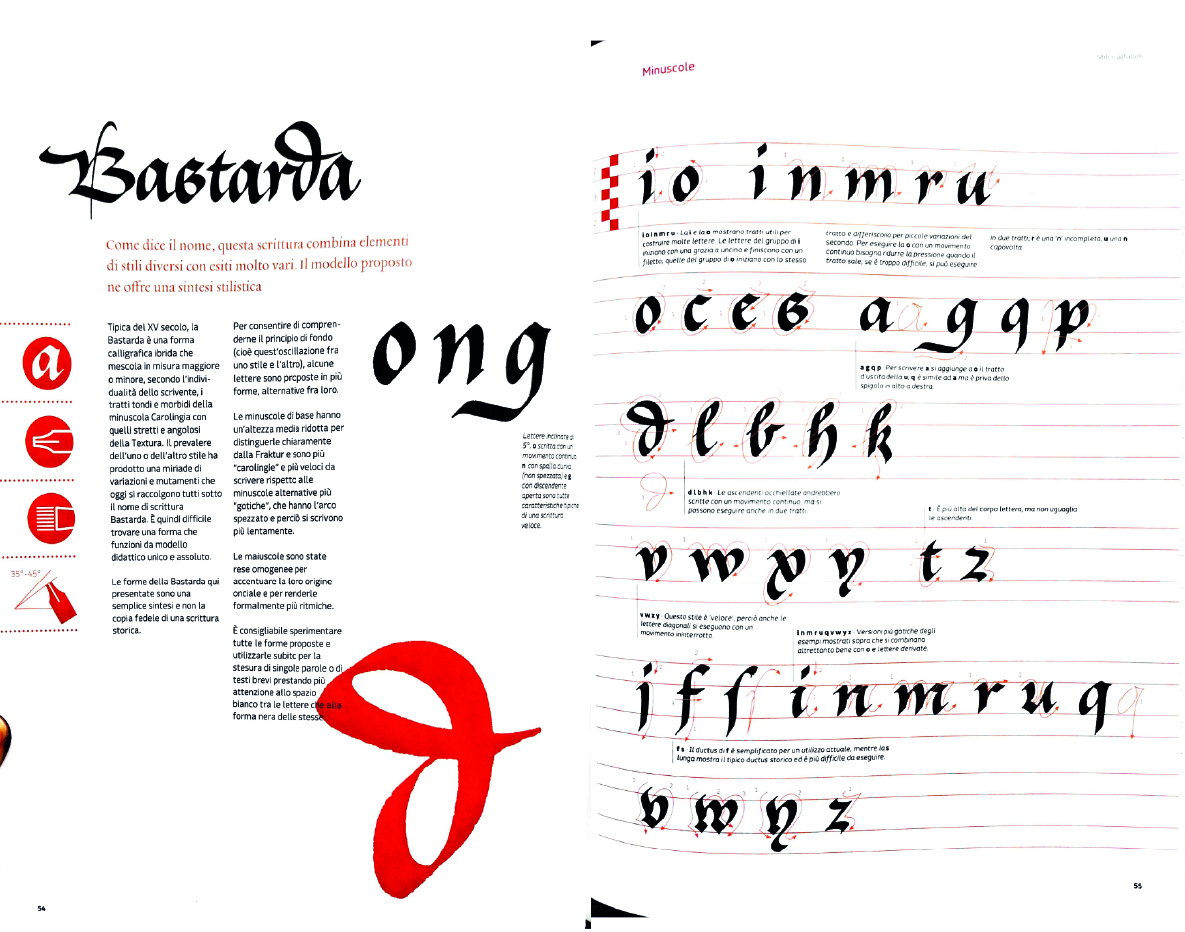 Bastarda
Come dice il nome, questa scrittura combina elementi
di stili diversi con esiti molto vari. Il modello proposto
ne offre una sintesi stilistica
Tipica del XV secolo, la
Bastarda è una forma
calligrafica ibrida che
mescola in misura maggiore
o minore, secondo l'indivi-
dualità dello scrivente, i
tratti tondi e morbidi della
minuscola Carolingia con
quelli stretti e angolosi
della Textura. Il prevalere
dell'uno o dell'altro stile ha
prodotto una miriade di
variazioni e mutamenti che
oggi si raccolgono tutti sotto
il nome di scrittura
Bastarda. È quindi difficile
trovare una forma che
funzioni da modello
didattico unico e assoluto.
Le forme della Bastarda qui
presentate sono una
semplice sintesi e non la
copia fedele di una scrittura
storica.
a
35°-45°
Per consentire di compren-
derne il principio di fondo
(cioè quest'oscillazione fra
uno stile e l'altro), alcune
lettere sono proposte in più
forme, alternative fra loro.
Le minuscole di base hanno
un'altezza media ridotta per
distinguerle chiaramente
dalla Fraktur e sono più
"carolingie" e più veloci da
scrivere rispetto alle
minuscole alternative più
"gotiche", che hanno l'arco
spezzato e perciò si scrivono
più lentamente.
Le maiuscole sono state
rese omogenee per
accentuare la loro origine
onciale e per renderle
formalmente più ritmiche.
È consigliabile sperimentare
tutte le forme proposte e
utilizzarle subito per la
stesura di singole parole o di
testi brevi prestando più
attenzione allo spazio
bianco tra le lettere che alla
forma nera delle stesse.
ong
Lettere inclinate di
5°. o scritta con un
movimento continuo,
n con spalla curva
(non spezzata) e g
con discendente
aperta sono tutte
caratteristiche tipiche
di una scrittura
veloce.
54
Minuscole
i o i n m r u
i o i n m r u · La i e la o mostrano tratti utili per
costruire molte lettere. Le lettere del gruppo di i
iniziano con una grazia a uncino e finiscono con un
filetto; quelle del gruppo di o iniziano con lo stesso
tratto e differiscono per piccole variazioni del
secondo. Per eseguire la o con un movimento
continuo bisogna ridurre la pressione quando il
tratto sale; se è troppo difficile, si può eseguire
in due tratti; r è una 'n' incompleta, u una n
capovolta.
o c e s a a g q p
a g q p · Per scrivere a si aggiunge a o il tratto
d'uscita della u; q è simile ad a ma è priva dello
spigolo in alto a destra.
d l b h k
d l b h k · Le ascendenti occhiellate andrebbero
scritte con un movimento continuo, ma si
possono eseguire anche in due tratti.
t · È più alta del corpo lettera, ma non uguaglia
le ascendenti.
v w x y t z
v w x y · Questo stile è 'veloce', perciò anche le
lettere diagonali si eseguono con un
movimento ininterrotto.
i n m r u q v w y z · Versioni più gotiche degli
esempi mostrati sopra che si combinano
altrettanto bene con o e lettere derivate.
j f ſ i n m r u q q
f s · Il ductus di f è semplificato per un utilizzo attuale, mentre la s
lunga mostra il tipico ductus storico ed è più difficile da eseguire.
v w y z
55